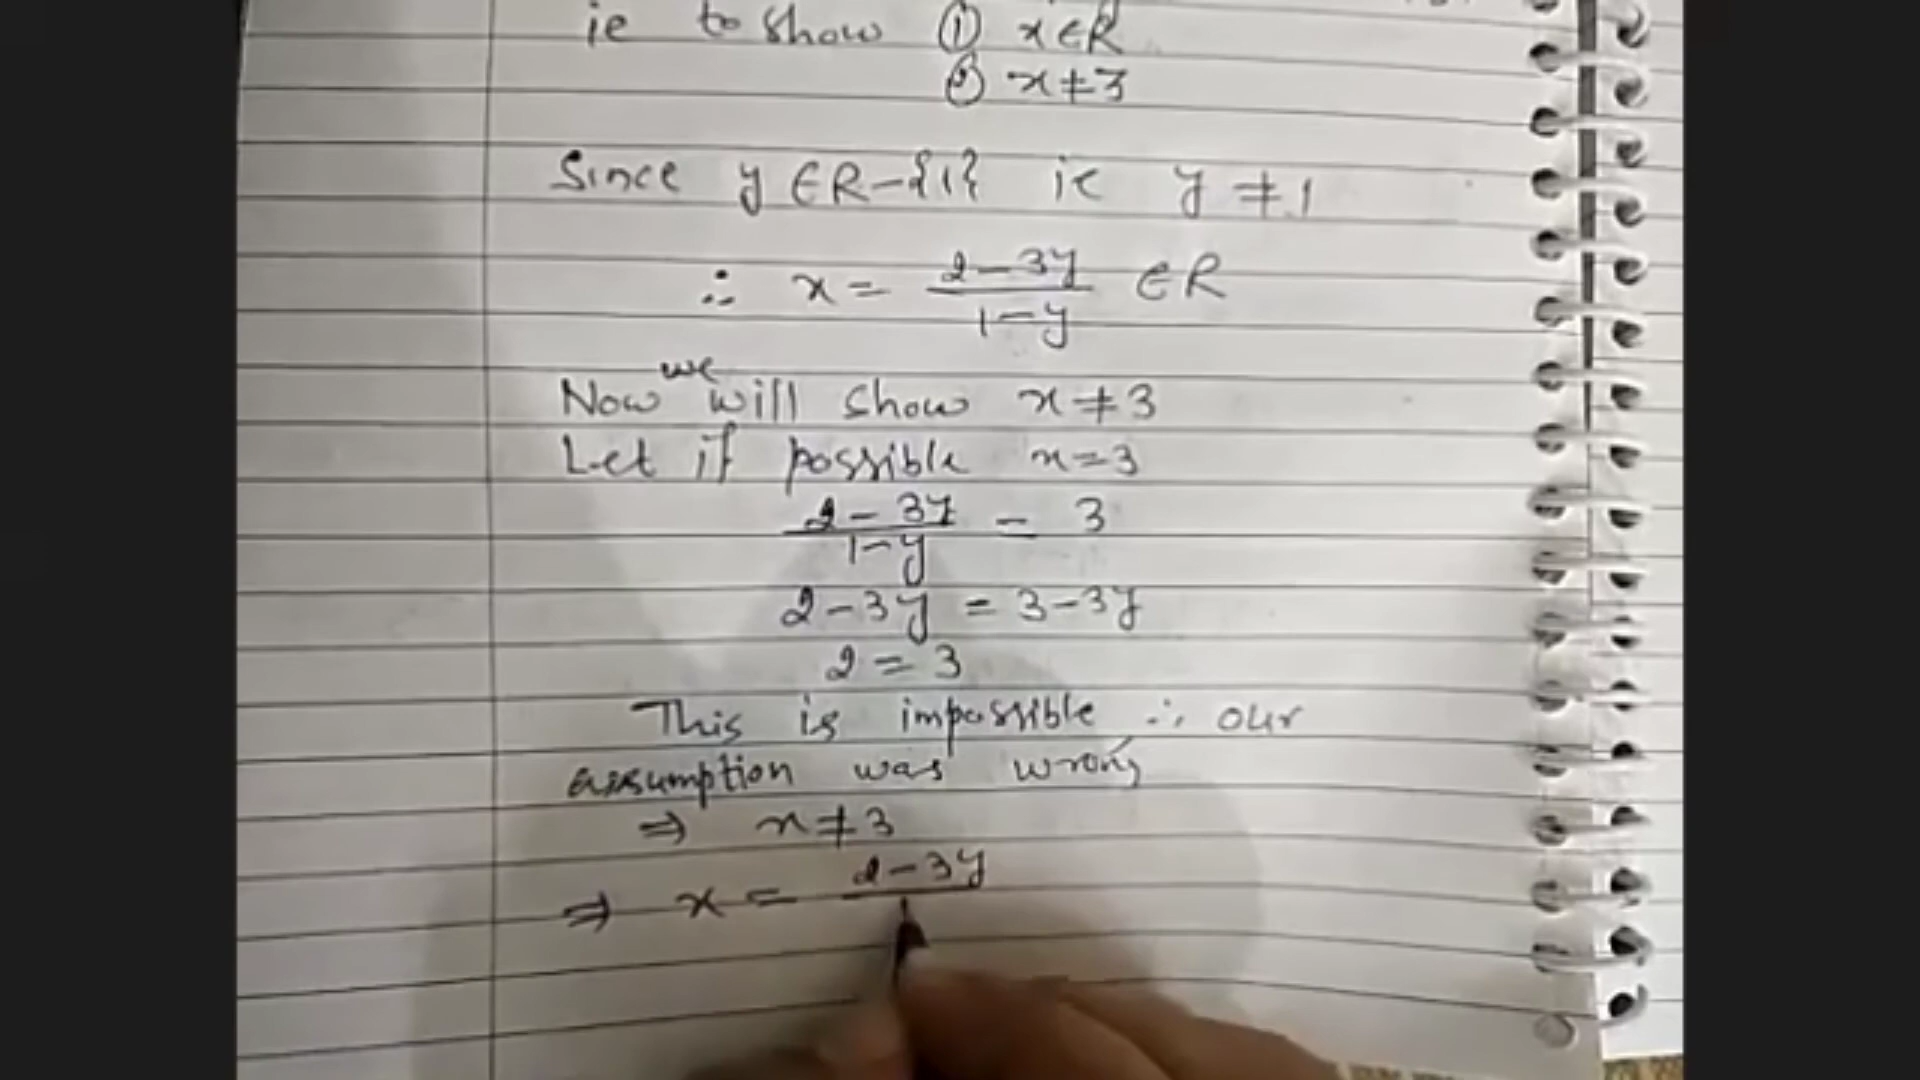 ie to show ① x∈R
② x≠3
Since y∈R-{1} ie y≠1
∴ x = (2-3y)/(1-y) ∈R
Now we will show x≠3
Let if possible x=3
(2-3y)/(1-y) = 3
2-3y = 3-3y
2 = 3
This is impossible ∴ our
assumption was wrong
⇒ x≠3
⇒ x = 2-3y